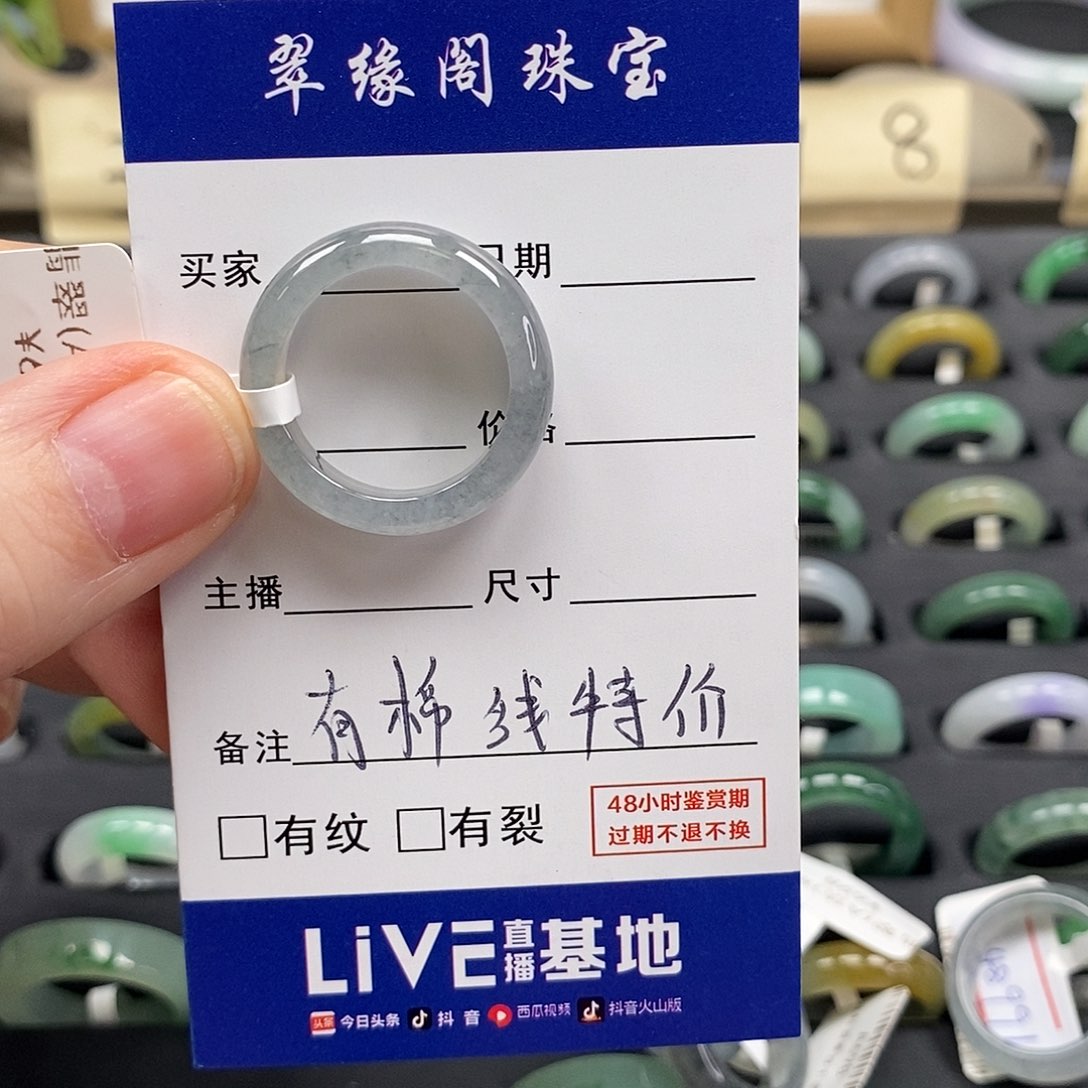 翠缘阁珠宝
买家 日期
价格
主播 尺寸
备注 有棉线特价
有纹 有裂
48小时鉴赏期
过期不退不换
LiVE直播基地
今日头条 抖音 西瓜视频 抖音火山版
8